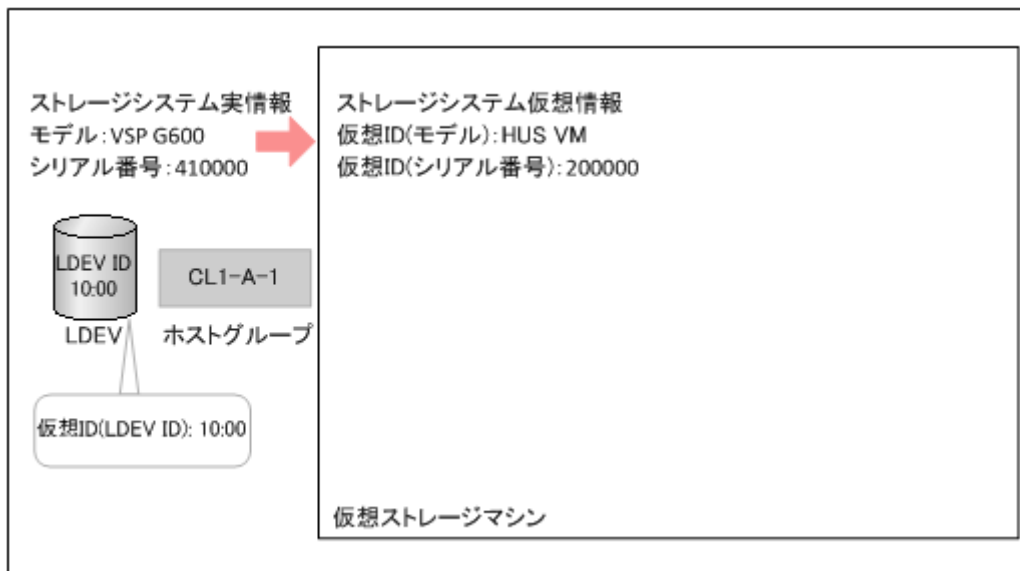 ストレージシステム実情報
モデル:VSP G600
シリアル番号:410000
ストレージシステム仮想情報
仮想ID(モデル):HUS VM
仮想ID(シリアル番号):200000
LDEV ID
10:00
LDEV
CL1-A-1
ホストグループ
仮想ID(LDEV ID): 10:00
仮想ストレージマシン